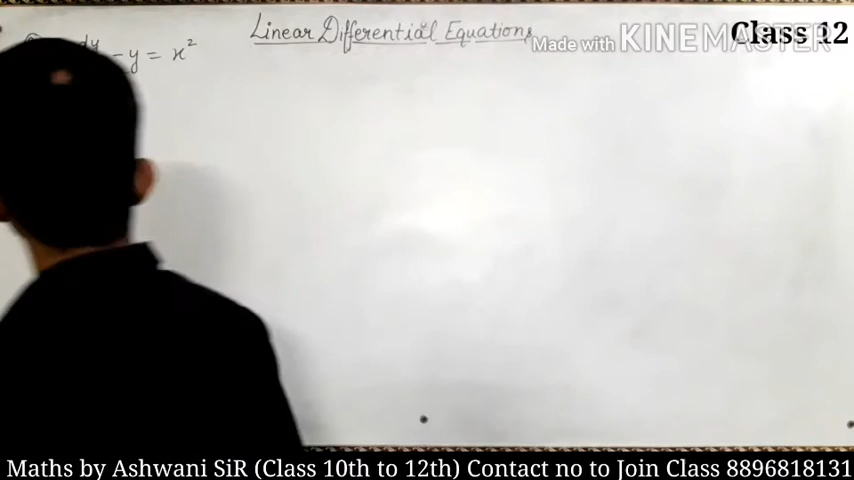 Linear Differential Equations
Made with KINEMASTER
Class 12
dy - y = x²
Maths by Ashwani SiR (Class 10th to 12th) Contact no to Join Class 8896818131